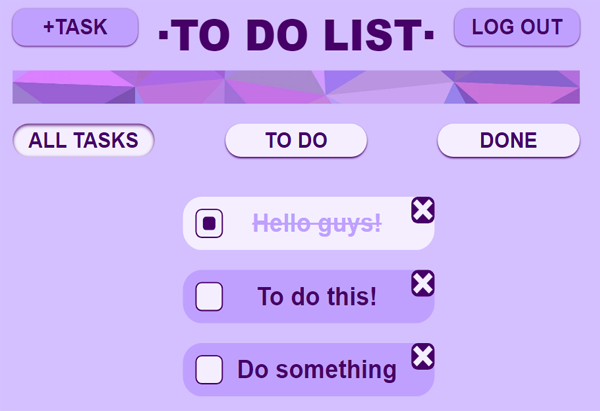 +TASK
·TO DO LIST·
LOG OUT
ALL TASKS
TO DO
DONE
Hello guys!
To do this!
Do something